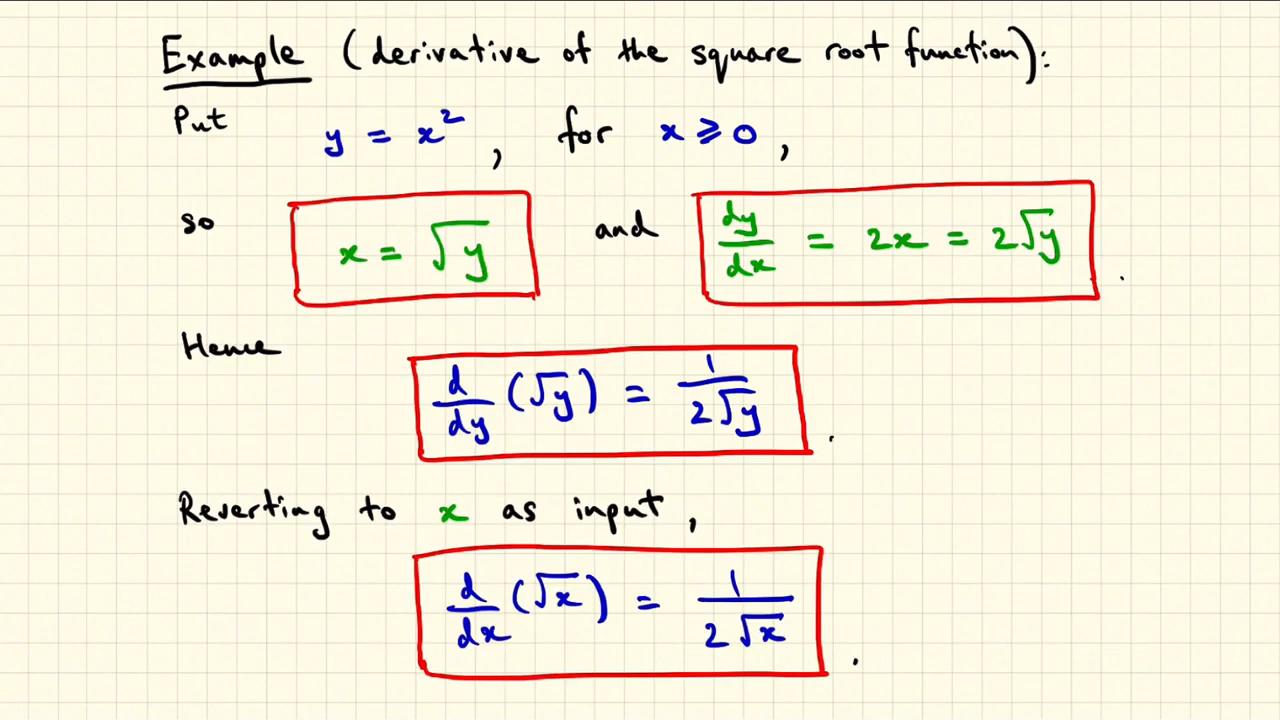 Example (derivative of the square root function):
Put y = x², for x ⩾ 0,
so x = √y and dy/dx = 2x = 2√y.
Hence
d/dy (√y) = 1/(2√y).
Reverting to x as input,
d/dx (√x) = 1/(2√x).